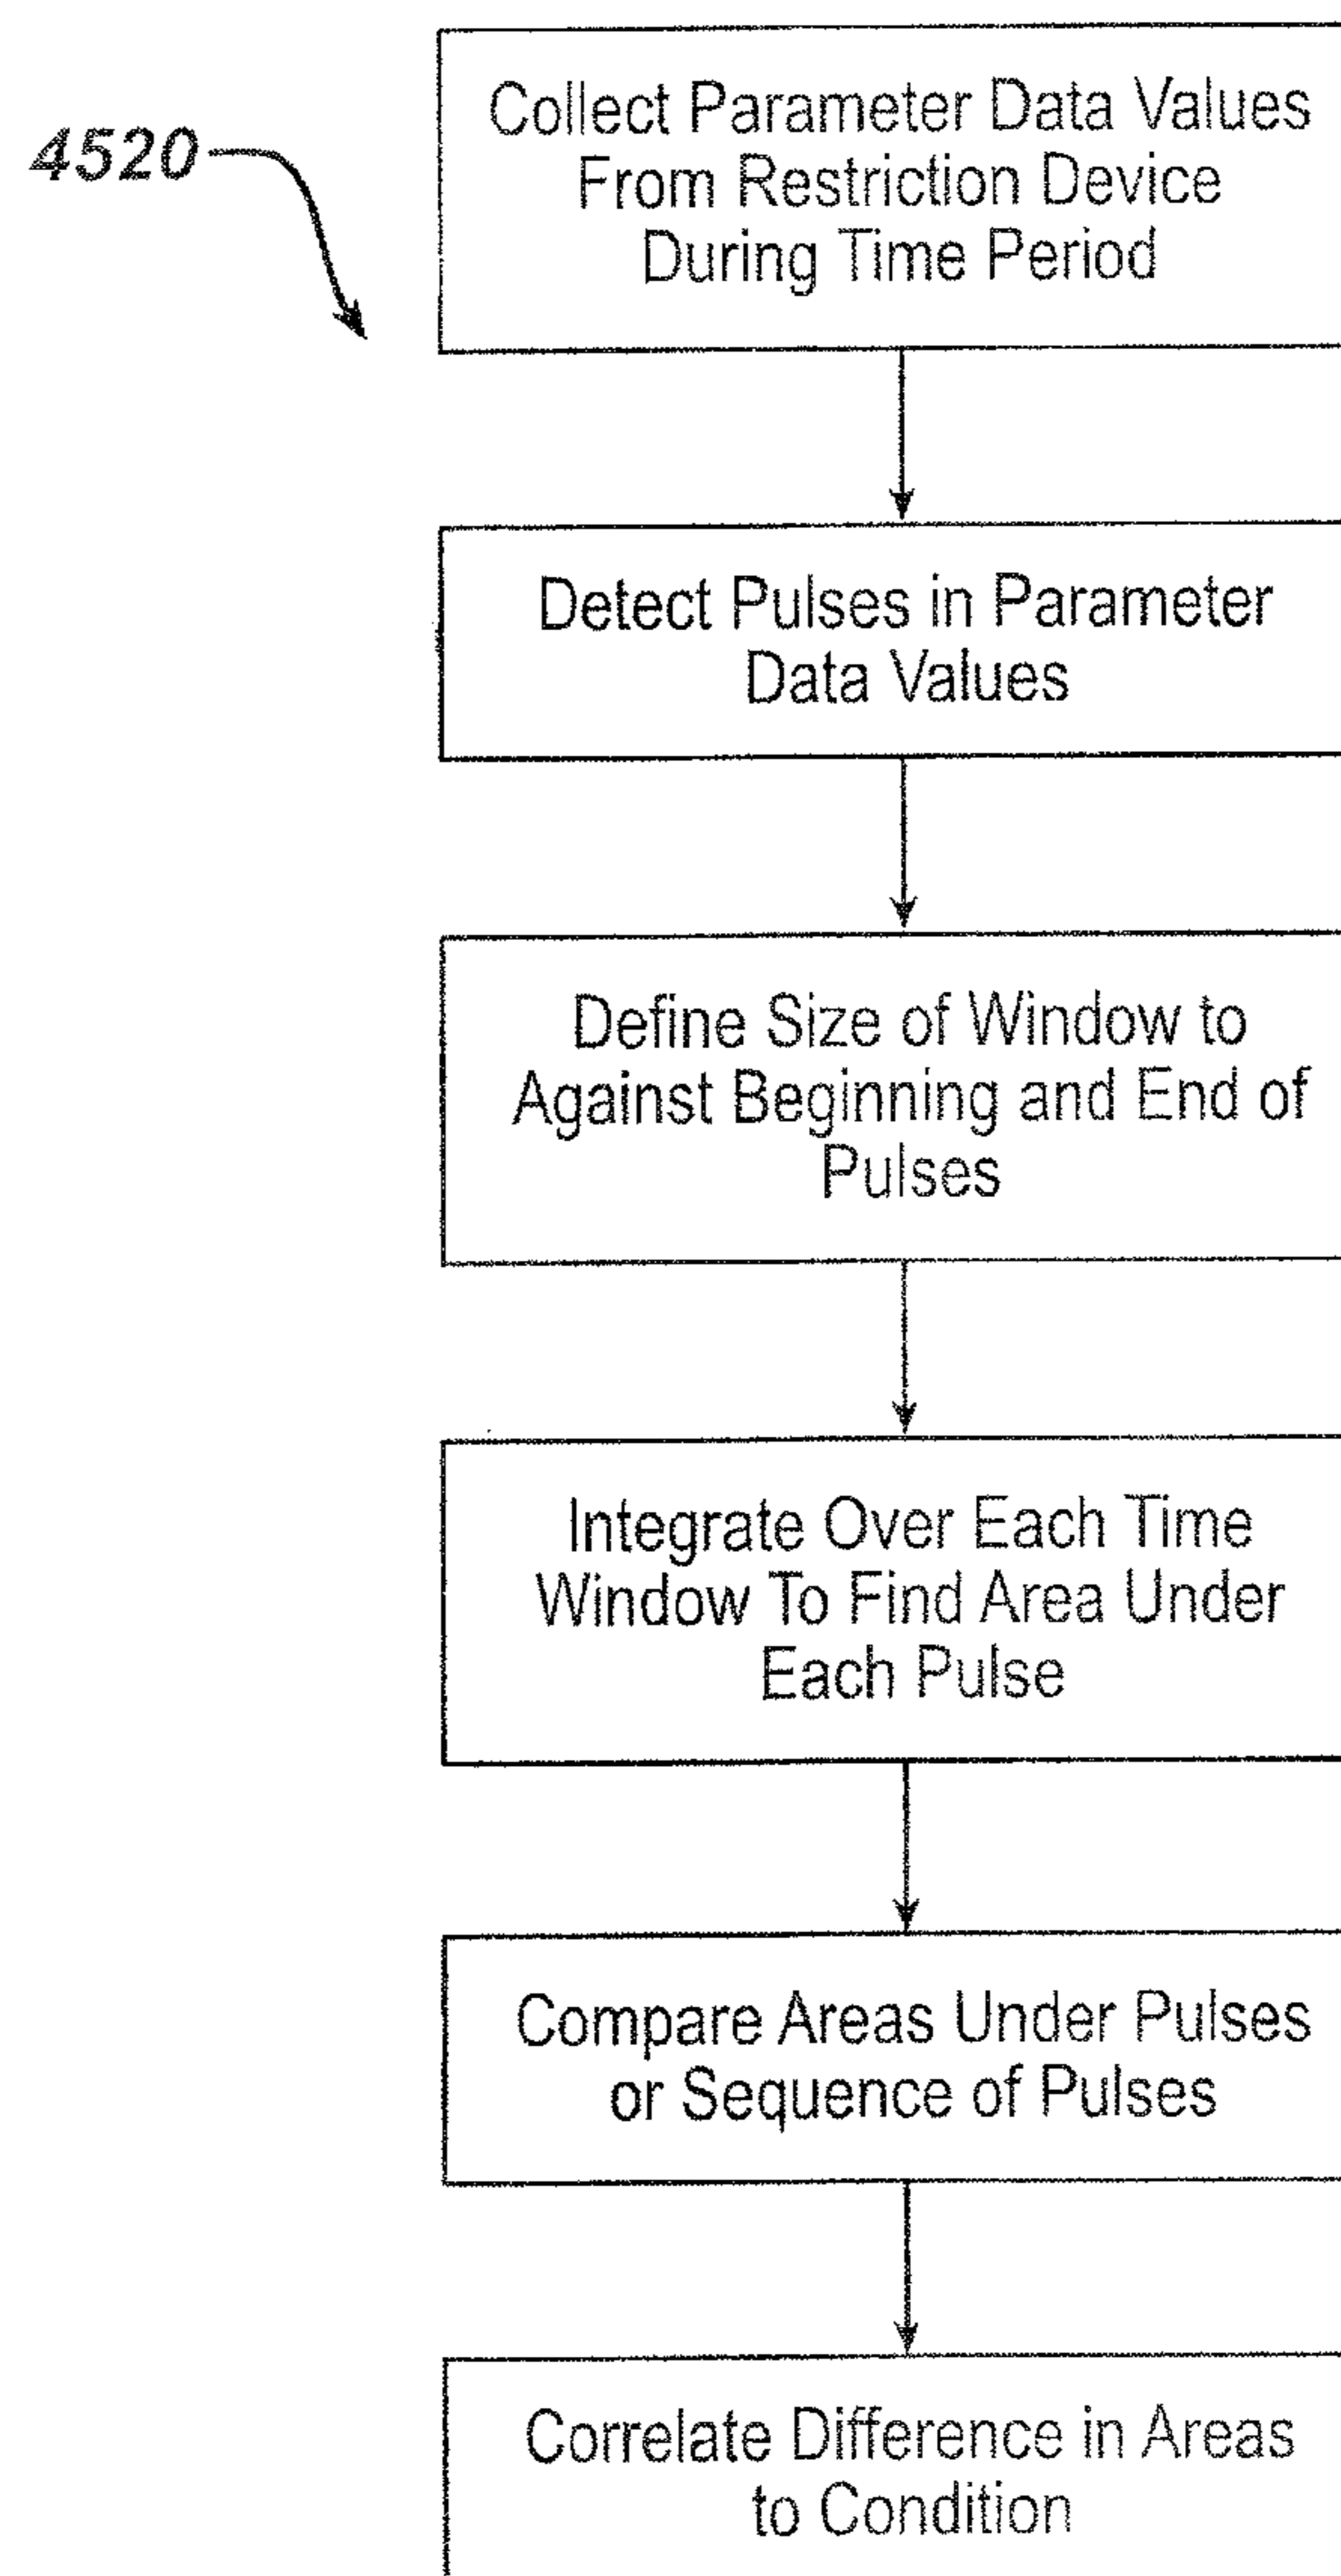 4520
Collect Parameter Data Values
From Restriction Device
During Time Period
Detect Pulses in Parameter
Data Values
Define Size of Window to
Against Beginning and End of
Pulses
Integrate Over Each Time
Window To Find Area Under
Each Pulse
Compare Areas Under Pulses
or Sequence of Pulses
Correlate Difference in Areas
to Condition